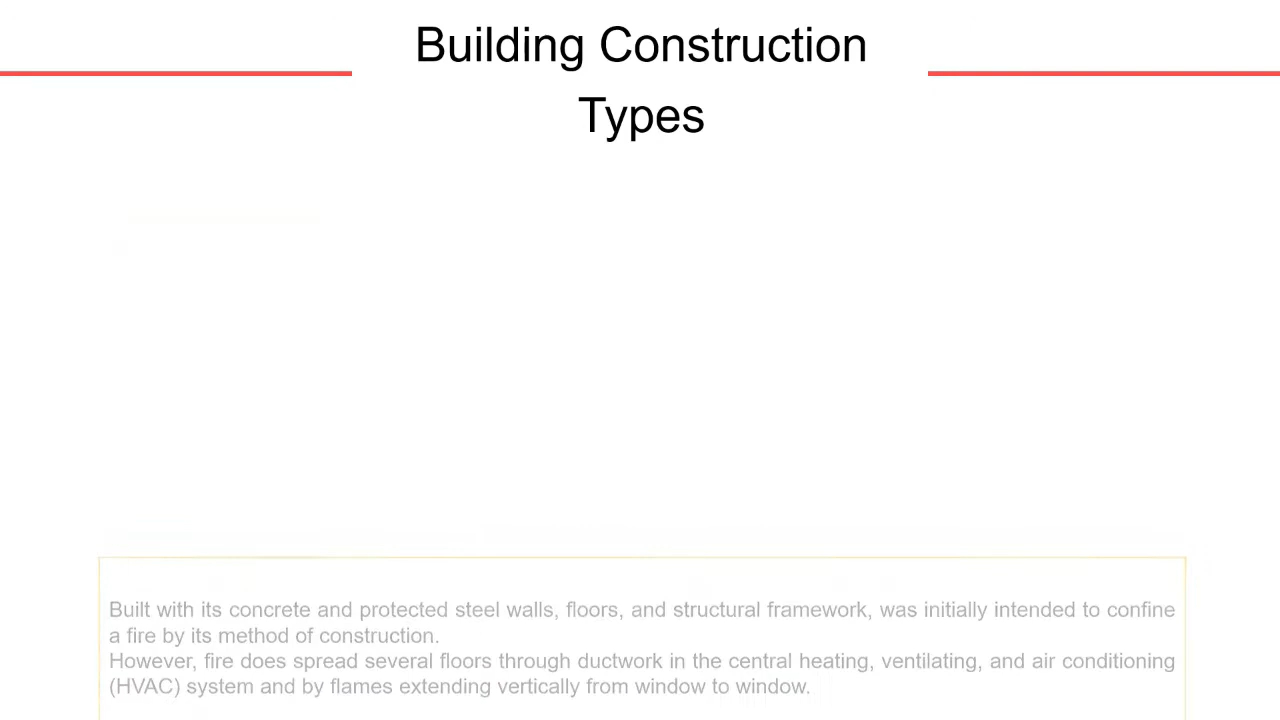 Building Construction
Types
Built with its concrete and protected steel walls, floors, and structural framework, was initially intended to confine
a fire by its method of construction.
However, fire does spread several floors through ductwork in the central heating, ventilating, and air conditioning
(HVAC) system and by flames extending vertically from window to window.